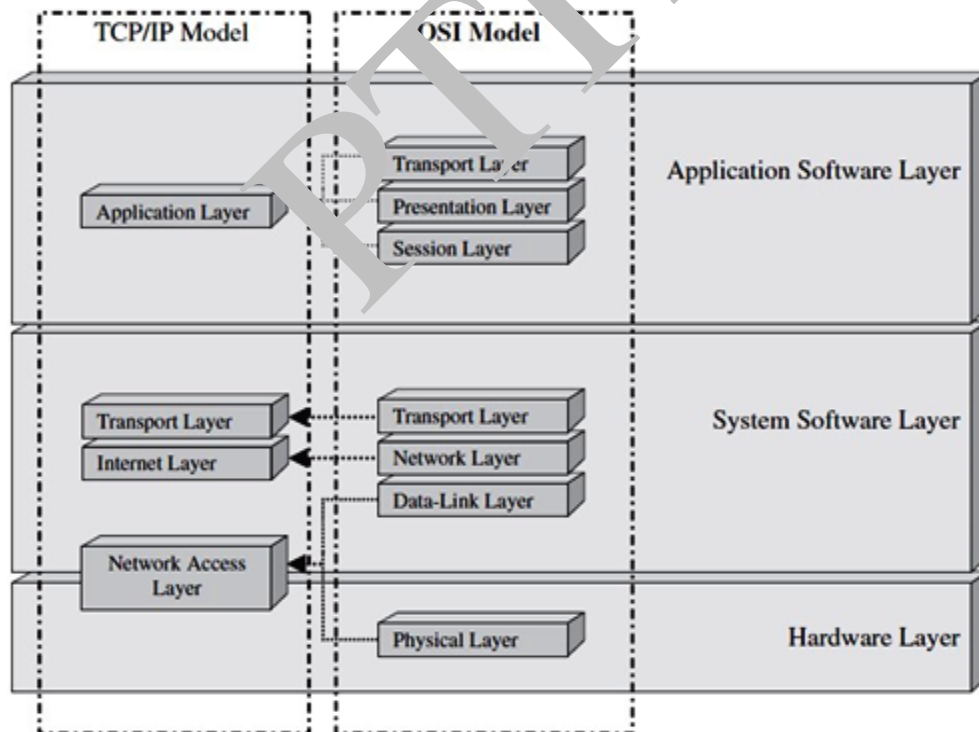 TCP/IP Model
OSI Model
Transport Layer
Presentation Layer
Session Layer
Application Layer
Application Software Layer
Transport Layer
Internet Layer
Transport Layer
Network Layer
Data-Link Layer
System Software Layer
Network Access
Layer
Physical Layer
Hardware Layer